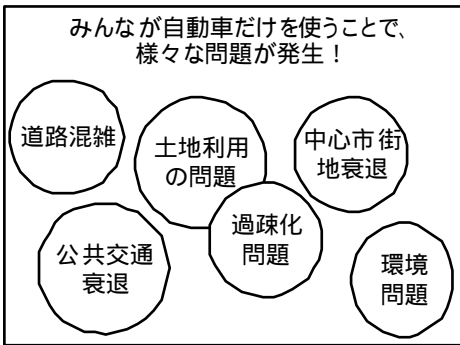 みんなが自動車だけを使うことで、
様々な問題が発生！
道路混雑
土地利用
の問題
中心市街
地衰退
公共交通
衰退
過疎化
問題
環境
問題